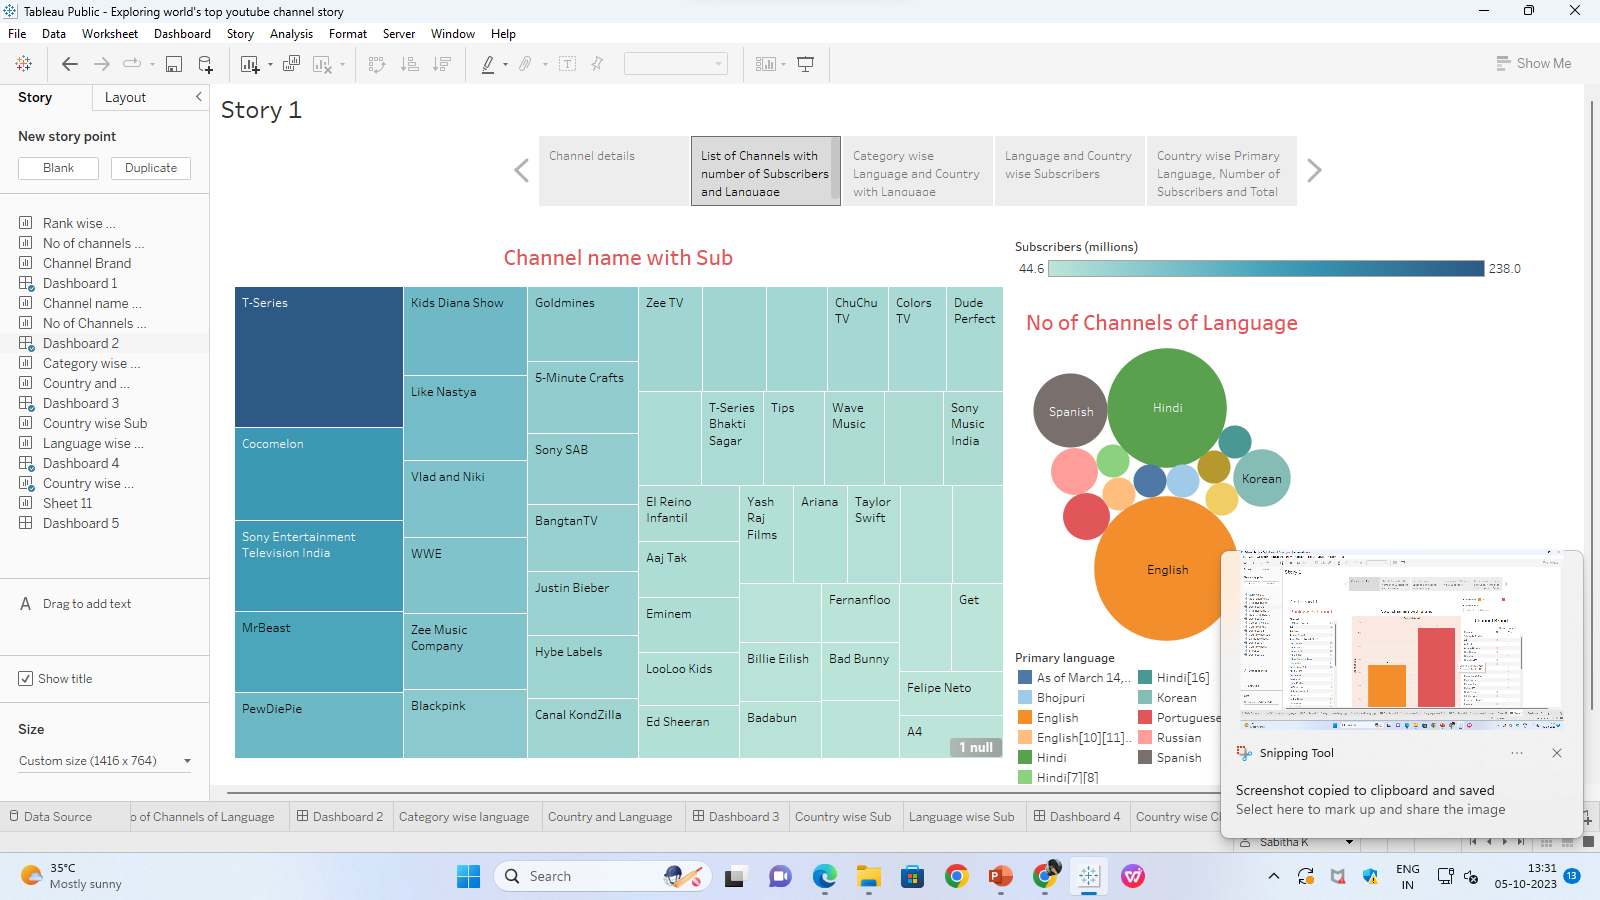 Tableau Public - Exploring world's top youtube channel story
File Data Worksheet Dashboard Story Analysis Format Server Window Help
Show Me
Story Layout
New story point
Blank Duplicate
Rank wise ...
No of channels ...
Channel Brand
Dashboard 1
Channel name ...
No of Channels ...
Dashboard 2
Category wise ...
Country and ...
Dashboard 3
Country wise Sub
Language wise ...
Dashboard 4
Country wise ...
Sheet 11
Dashboard 5
A Drag to add text
Show title
Size
Custom size (1416 x 764)
Story 1
Channel details
List of Channels with
number of Subscribers
and Language
Category wise
Language and Country
with Language
Language and Country
wise Subscribers
Country wise Primary
Language, Number of
Subscribers and Total
Channel name with Sub
T-Series
Cocomelon
Sony Entertainment
Television India
MrBeast
PewDiePie
Kids Diana Show
Like Nastya
Vlad and Niki
WWE
Zee Music
Company
Blackpink
Goldmines
5-Minute Crafts
Sony SAB
BangtanTV
Justin Bieber
Hybe Labels
Canal KondZilla
Zee TV
ChuChu
TV
Colors
TV
Dude
Perfect
T-Series
Bhakti
Sagar
Tips
Wave
Music
Sony
Music
India
El Reino
Infantil
Aaj Tak
Eminem
LooLoo Kids
Ed Sheeran
Yash
Raj
Films
Ariana
Taylor
Swift
Fernanfloo
Get
Billie Eilish
Bad Bunny
Badabun
Felipe Neto
A4
1 null
Subscribers (millions)
44.6 238.0
No of Channels of Language
Spanish
Hindi
Korean
English
Primary language
As of March 14,..
Bhojpuri
English
English[10][11]..
Hindi
Hindi[7][8]
Hindi[16]
Korean
Portuguese
Russian
Spanish
Snipping Tool
Screenshot copied to clipboard and saved
Select here to mark up and share the image
Data Source
o of Channels of Language
Dashboard 2
Category wise language
Country and Language
Dashboard 3
Country wise Sub
Language wise Sub
Dashboard 4
Country wise C
Sabitha K
35°C
Mostly sunny
Search
ENG
IN
13:31
05-10-2023
13